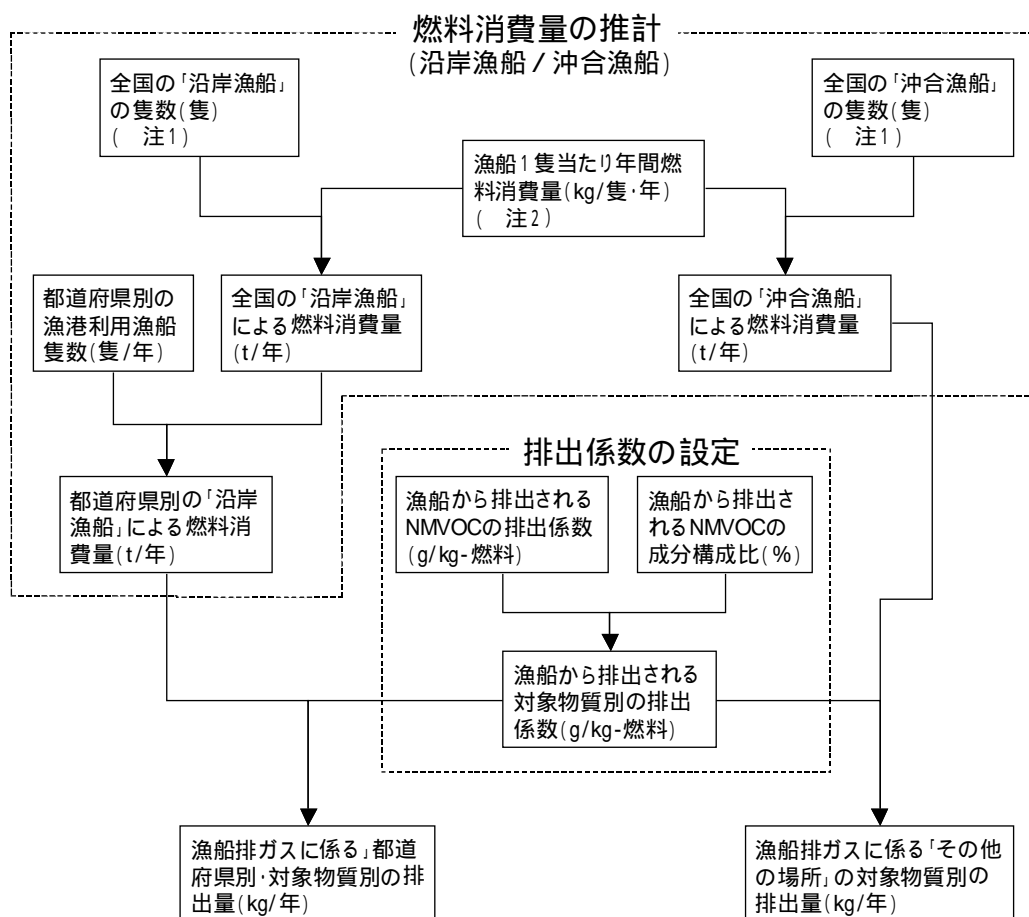 燃料消費量の推計
(沿岸漁船/沖合漁船)
全国の「沿岸漁船」
の隻数(隻)
( 注1)
全国の「沖合漁船」
の隻数(隻)
( 注1)
漁船1隻当たり年間燃
料消費量(kg/隻·年)
( 注2)
都道府県別の
漁港利用漁船
隻数(隻/年)
全国の「沿岸漁船」
による燃料消費量
(t/年)
全国の「沖合漁船」
による燃料消費量
(t/年)
排出係数の設定
都道府県別の「沿岸
漁船」による燃料消
費量(t/年)
漁船から排出される
NMVOCの排出係数
(g/kg-燃料)
漁船から排出さ
れるNMVOCの
成分構成比(%)
漁船から排出される
対象物質別の排出
係数(g/kg-燃料)
漁船排ガスに係る」都道
府県別·対象物質別の排
出量(kg/年)
漁船排ガスに係る「その他
の場所」の対象物質別の
排出量(kg/年)